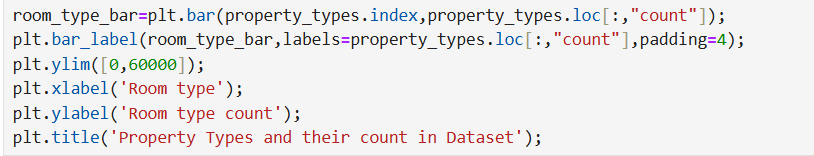 room_type_bar=plt.bar(property_types.index,property_types.loc[:,"count"]);
plt.bar_label(room_type_bar,labels=property_types.loc[:,"count"],padding=4);
plt.ylim([0,60000]);
plt.xlabel('Room type');
plt.ylabel('Room type count');
plt.title('Property Types and their count in Dataset');